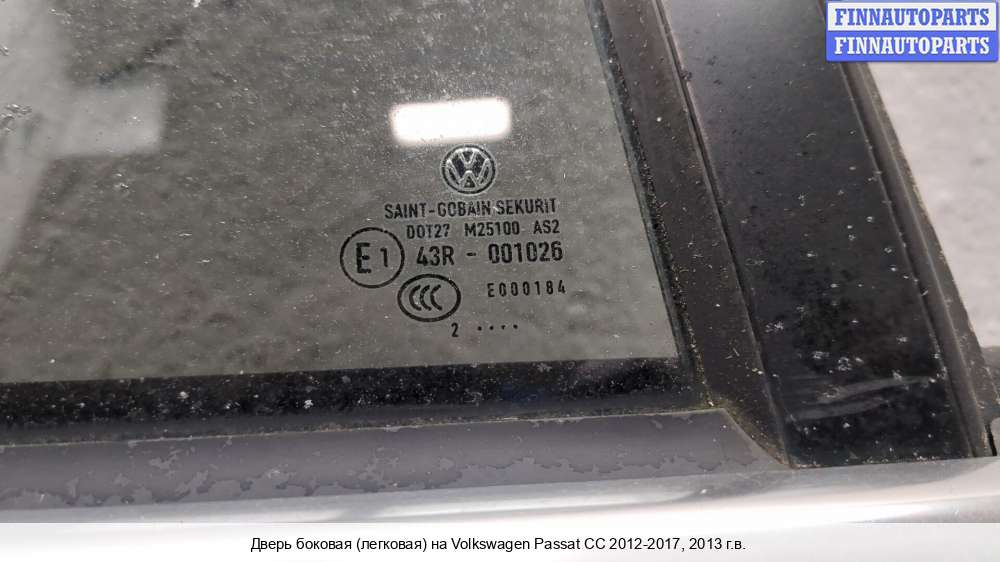 FINNAUTOPARTS
FINNAUTOPARTS
SAINT-GOBAIN SEKURIT
DOT27 M25100 AS2
E1 43R - 001026
CCC E000184
2 ....
Дверь боковая (легковая) на Volkswagen Passat CC 2012-2017, 2013 г.в.